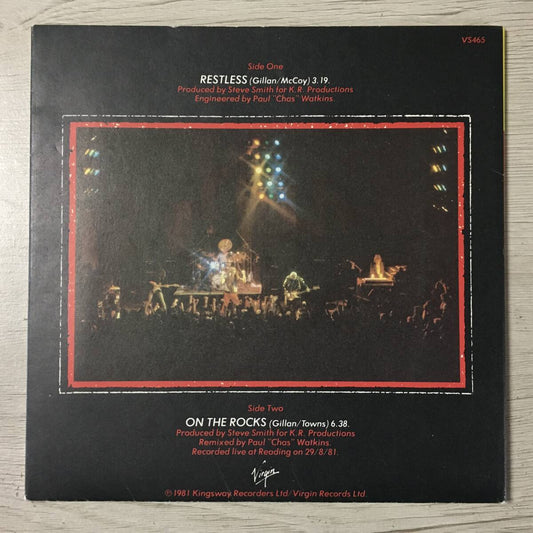 VS465
Side One
RESTLESS (Gillan/McCoy) 3.19.
Produced by Steve Smith for K.R. Productions
Engineered by Paul "Chas" Watkins.
Side Two
ON THE ROCKS (Gillan/Towns) 6.38.
Produced by Steve Smith for K.R. Productions
Remixed by Paul "Chas" Watkins.
Recorded live at Reading on 29/8/81.
Virgin
℗1981 Kingsway Recorders Ltd/ Virgin Records Ltd.